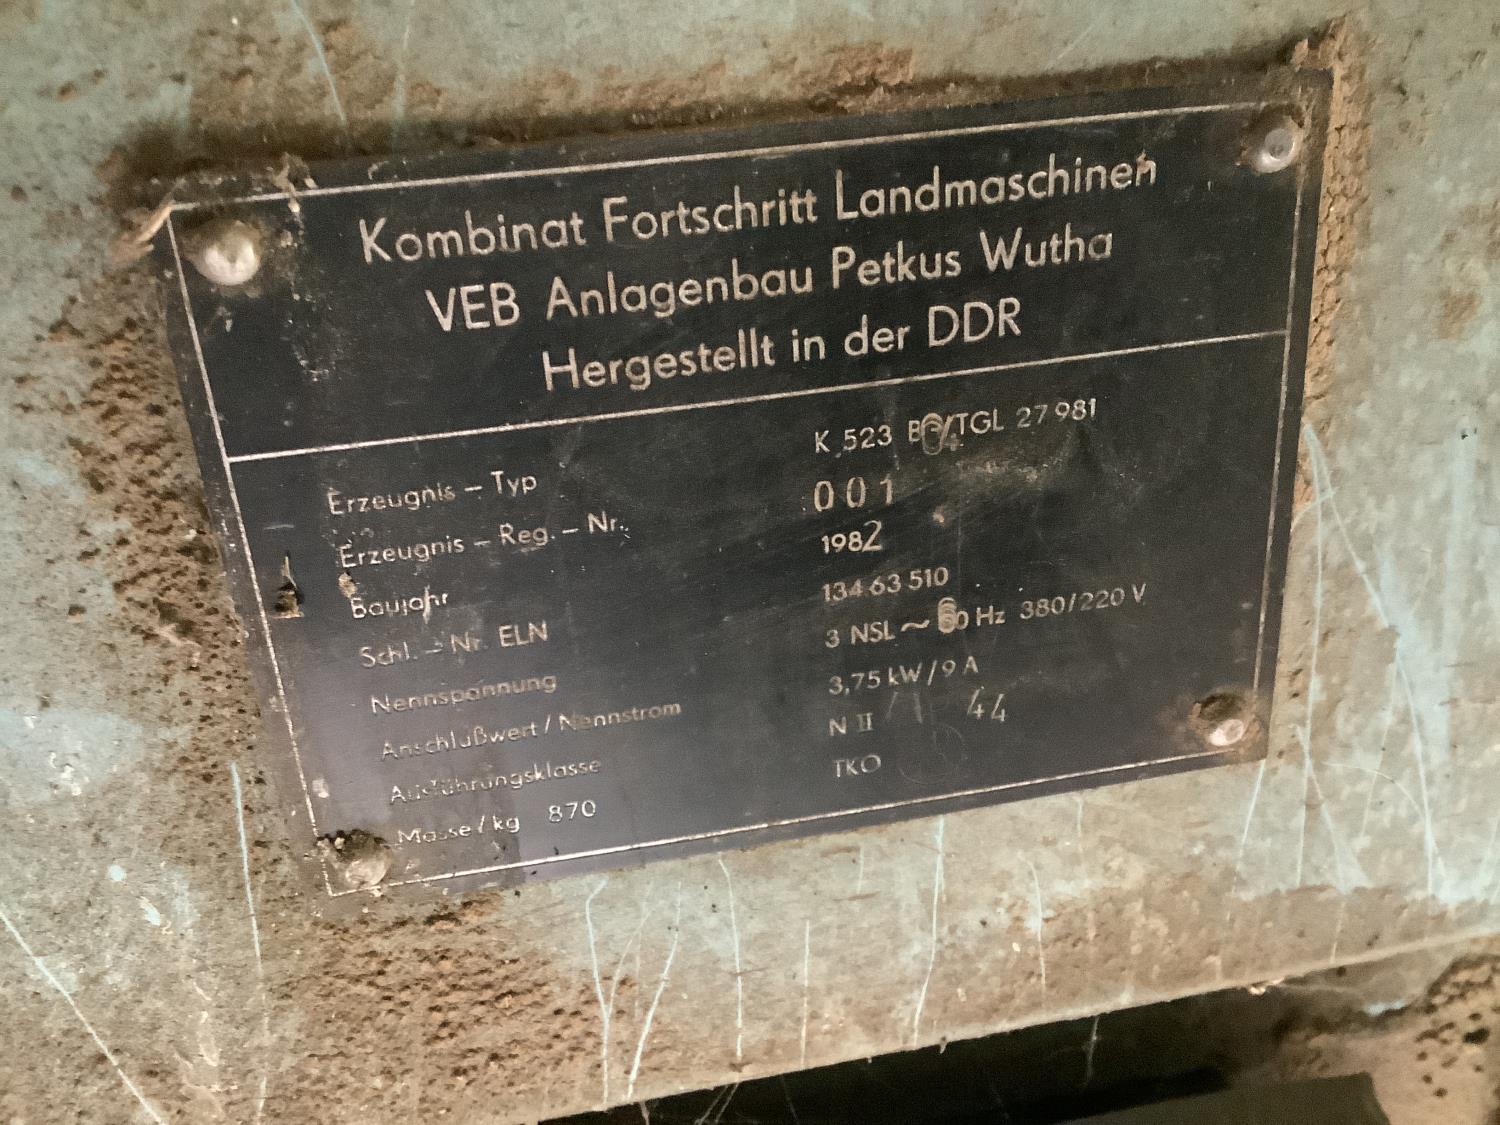 Kombinat Fortschritt Landmaschinen
VEB Anlagenbau Petkus Wutha
Hergestellt in der DDR
Erzeugnis – Typ K 523 TGL 27 981
Erzeugnis – Reg. – Nr. 001
Baujahr 1982
Schl. – Nr. ELN 134 63 510
Nennspannung 3 NSL ~ Hz 380/220 V
Anschlußwert / Nennstrom 3,75 kW / 9 A
Ausführungsklasse N II 44
Masse / kg 870 TKO